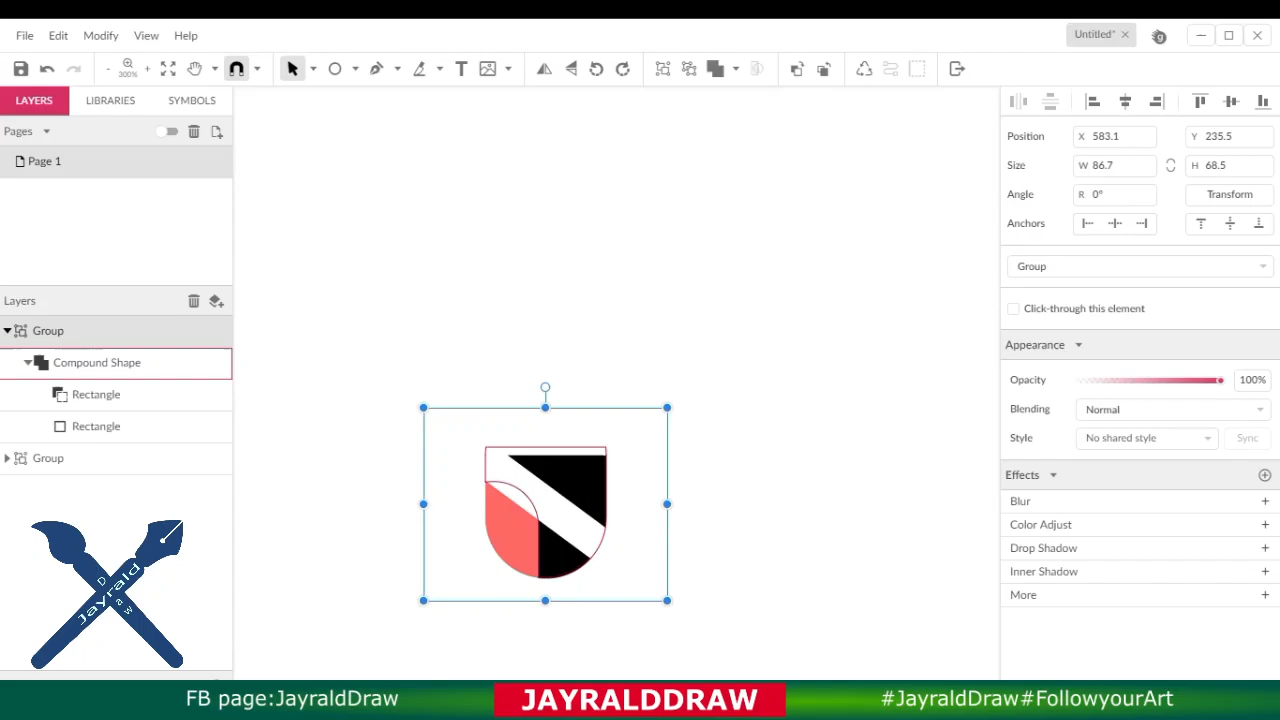 File Edit Modify View Help
Untitled*
300%
LAYERS LIBRARIES SYMBOLS
Pages
Page 1
Layers
Group
Compound Shape
Rectangle
Rectangle
Group
Jayrald
Draw
Position X 583.1 Y 235.5
Size W 86.7 H 68.5
Angle R 0° Transform
Anchors
Group
Click-through this element
Appearance
Opacity 100%
Blending Normal
Style No shared style Sync
Effects
Blur
Color Adjust
Drop Shadow
Inner Shadow
More
FB page:JayraldDraw JAYRALDDRAW #JayraldDraw#FollowyourArt